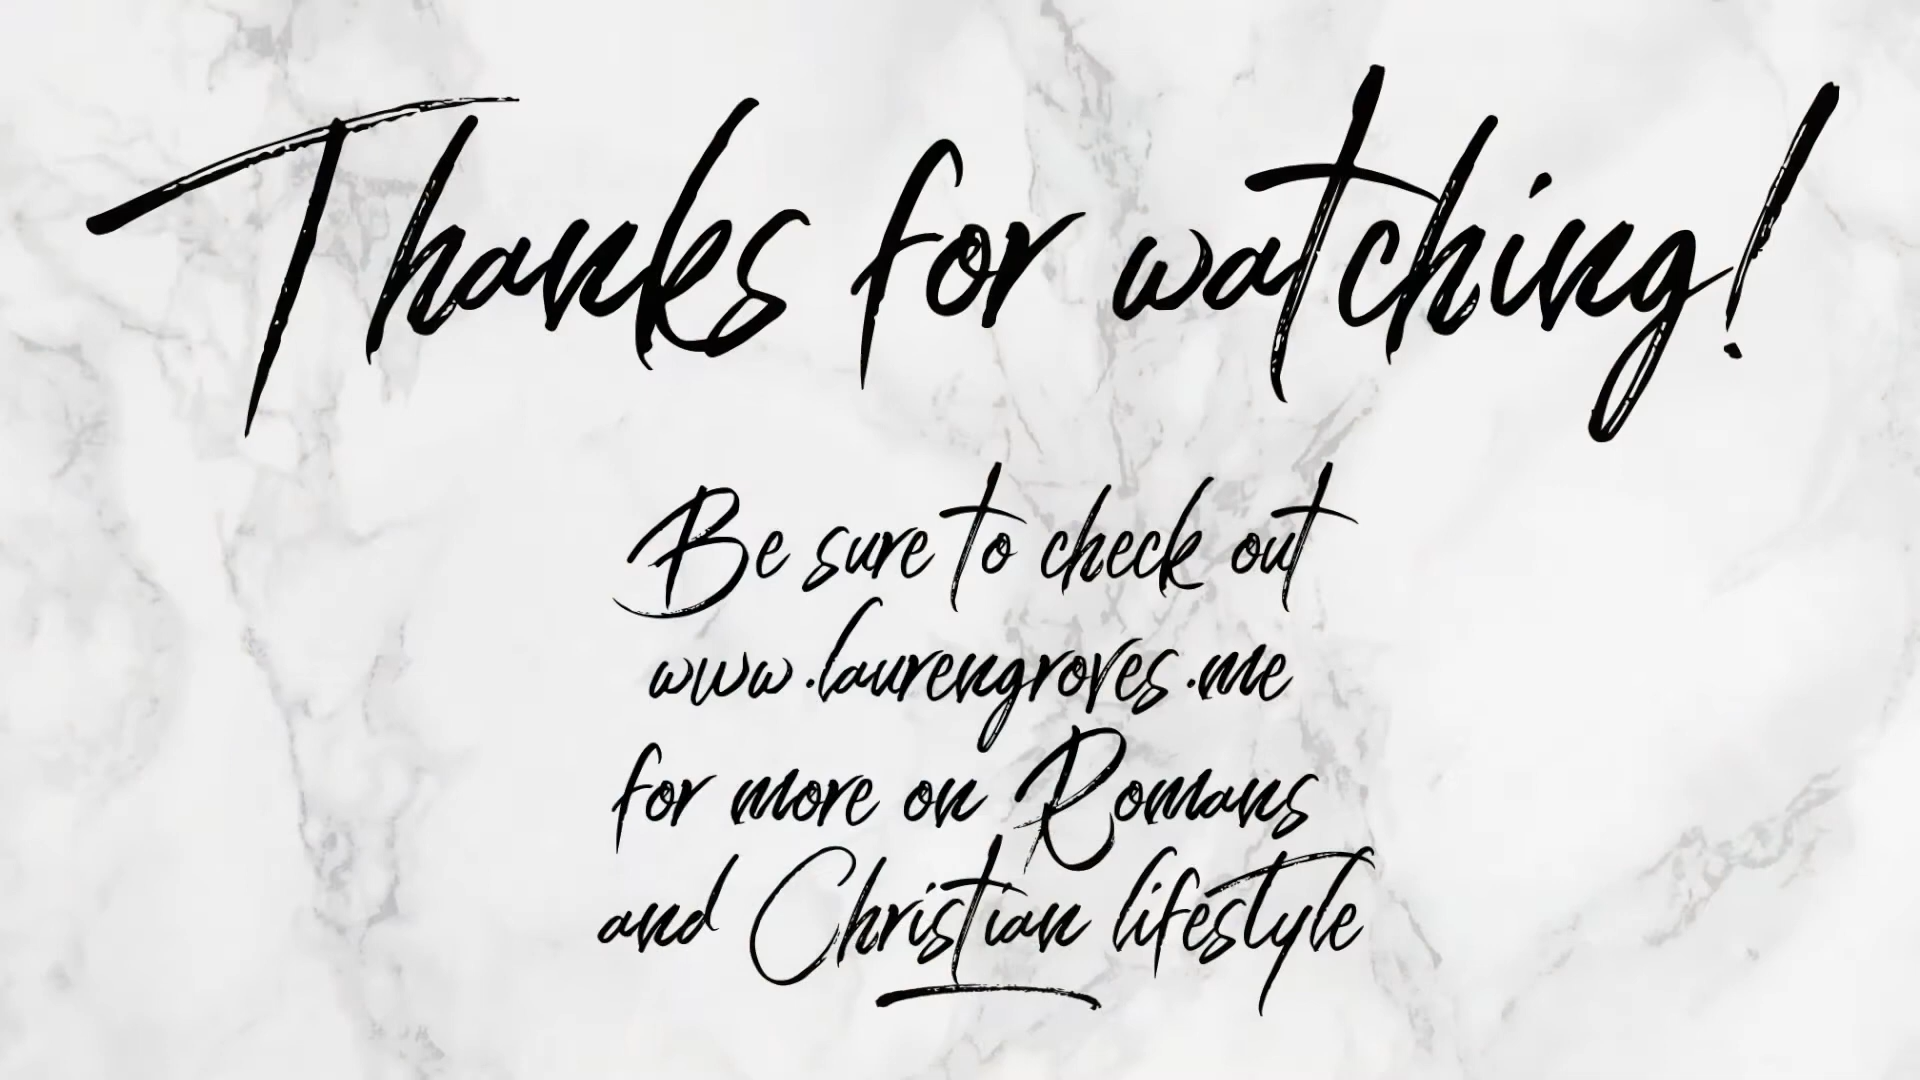 Thanks for watching!
Be sure to check out
www.laurengroves.me
for more on Romans
and Christian lifestyle